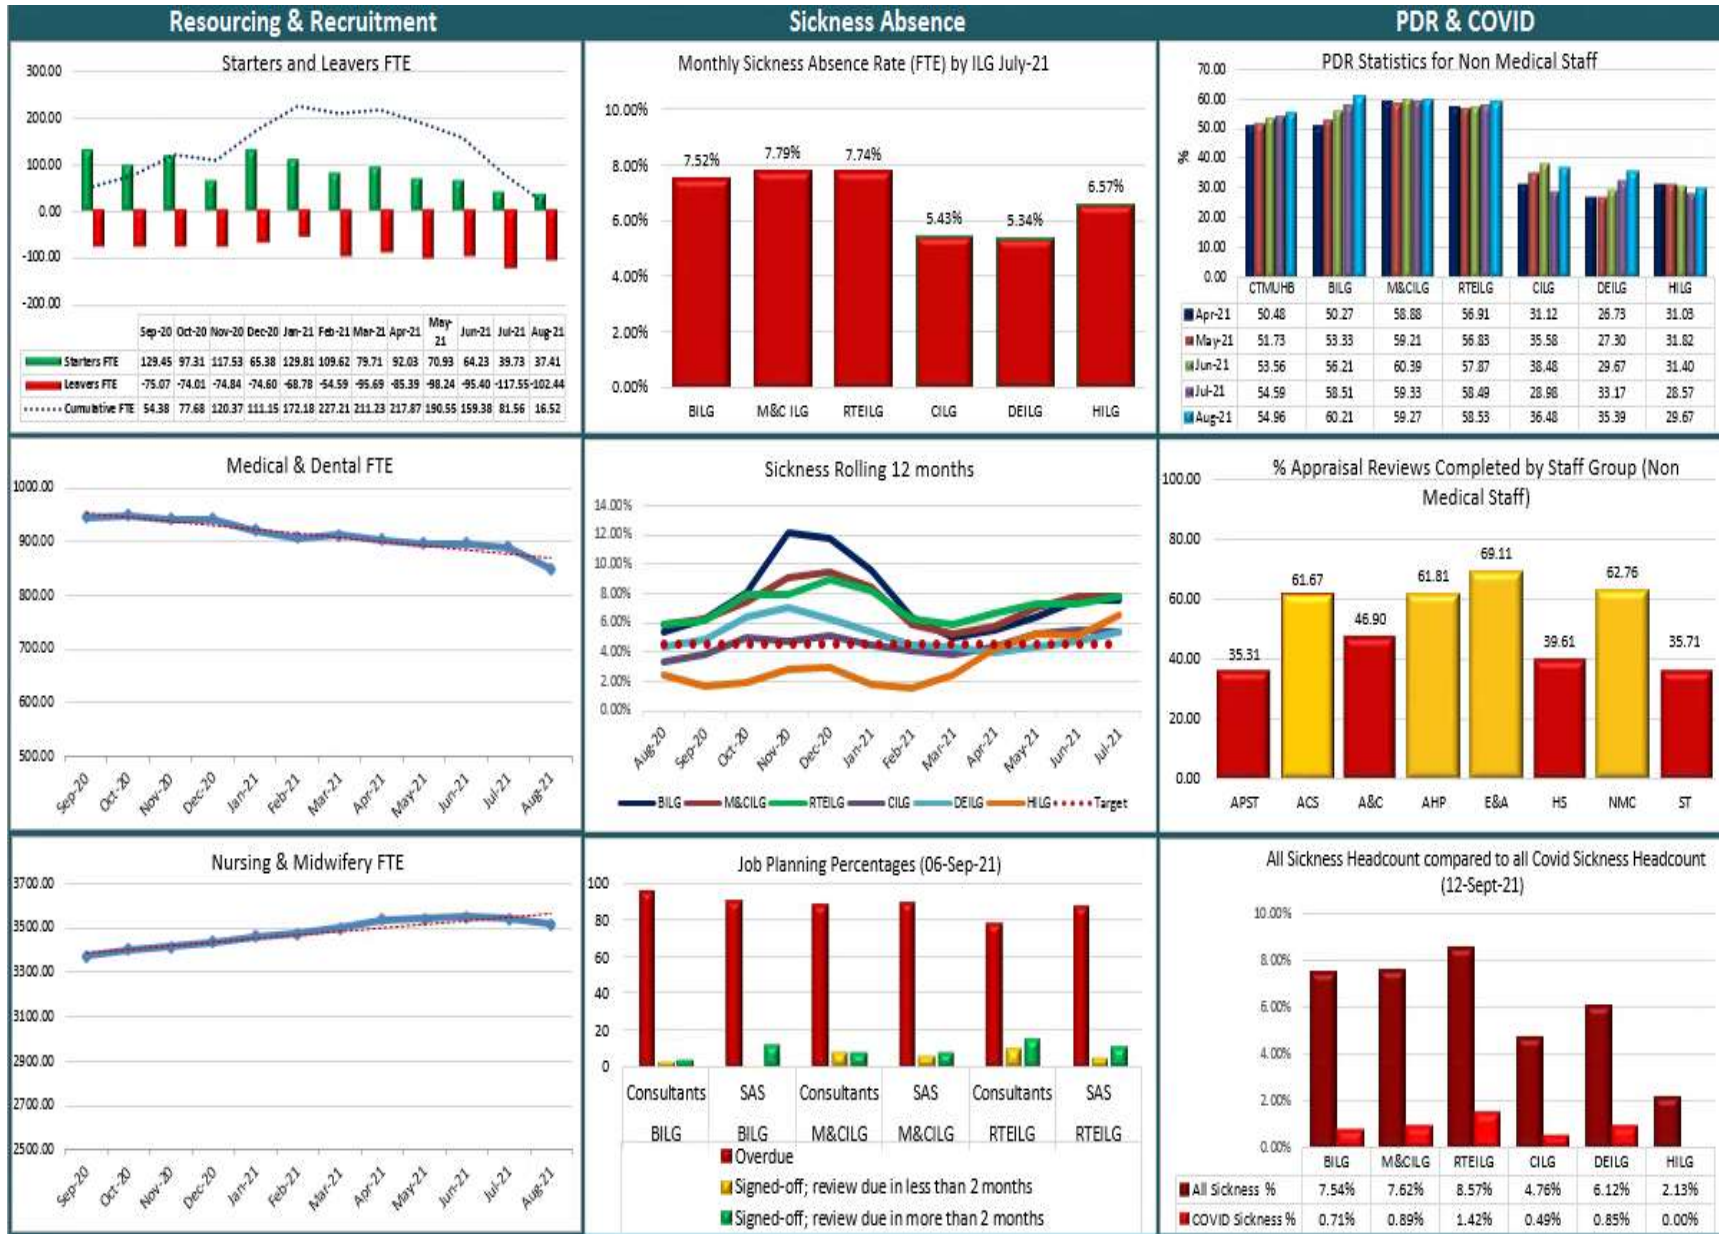 Resourcing & Recruitment
Starters and Leavers FTE
300.00
200.00
100.00
0.00
-100.00
-200.00
Sep-20 Oct-20 Nov-20 Dec-20 Jan-21 Feb-21 Mar-21 Apr-21 May-21 Jun-21 Jul-21 Aug-21
Starters FTE 129.45 97.31 117.53 65.38 129.81 109.62 79.71 92.03 70.93 64.23 39.73 37.41
Leavers FTE -75.07 -74.01 -74.84 -74.60 -68.78 -54.59 -95.69 -85.39 -98.24 -95.40 -117.55 -102.44
Cumulative FTE 54.38 77.68 120.37 111.15 172.18 227.21 211.23 217.87 190.55 159.38 81.56 16.52
Medical & Dental FTE
1000.00
900.00
800.00
700.00
600.00
500.00
Sep-20 Oct-20 Nov-20 Dec-20 Jan-21 Feb-21 Mar-21 Apr-21 May-21 Jun-21 Jul-21 Aug-21
Nursing & Midwifery FTE
3700.00
3500.00
3300.00
3100.00
2900.00
2700.00
2500.00
Sep-20 Oct-20 Nov-20 Dec-20 Jan-21 Feb-21 Mar-21 Apr-21 May-21 Jun-21 Jul-21 Aug-21
Sickness Absence
Monthly Sickness Absence Rate (FTE) by ILG July-21
10.00%
8.00%
6.00%
4.00%
2.00%
0.00%
7.52% 7.79% 7.74% 5.43% 5.34% 6.57%
BILG M&C ILG RTEILG CILG DEILG HILG
Sickness Rolling 12 months
14.00%
12.00%
10.00%
8.00%
6.00%
4.00%
2.00%
0.00%
Aug-20 Sep-20 Oct-20 Nov-20 Dec-20 Jan-21 Feb-21 Mar-21 Apr-21 May-21 Jun-21 Jul-21
BILG M&CILG RTEILG CILG DEILG HILG Target
Job Planning Percentages (06-Sep-21)
100
80
60
40
20
0
Consultants SAS Consultants SAS Consultants SAS
BILG BILG M&CILG M&CILG RTEILG RTEILG
Overdue
Signed-off; review due in less than 2 months
Signed-off; review due in more than 2 months
PDR & COVID
PDR Statistics for Non Medical Staff
%
70.00
60.00
50.00
40.00
30.00
20.00
10.00
0.00
CTMUHB BILG M&CILG RTEILG CILG DEILG HILG
Apr-21 50.48 50.27 58.88 56.91 31.12 26.73 31.03
May-21 51.73 53.33 59.21 56.83 35.58 27.30 31.82
Jun-21 53.56 56.21 60.39 57.87 38.48 29.67 31.40
Jul-21 54.59 58.51 59.33 58.49 28.98 33.17 28.57
Aug-21 54.96 60.21 59.27 58.53 36.48 35.39 29.67
% Appraisal Reviews Completed by Staff Group (Non
Medical Staff)
100.00
80.00
60.00
40.00
20.00
0.00
35.31 61.67 46.90 61.81 69.11 39.61 62.76 35.71
APST ACS A&C AHP E&A HS NMC ST
All Sickness Headcount compared to all Covid Sickness Headcount
(12-Sept-21)
10.00%
8.00%
6.00%
4.00%
2.00%
0.00%
BILG M&CILG RTEILG CILG DEILG HILG
All Sickness % 7.54% 7.62% 8.57% 4.76% 6.12% 2.13%
COVID Sickness % 0.71% 0.89% 1.42% 0.49% 0.85% 0.00%